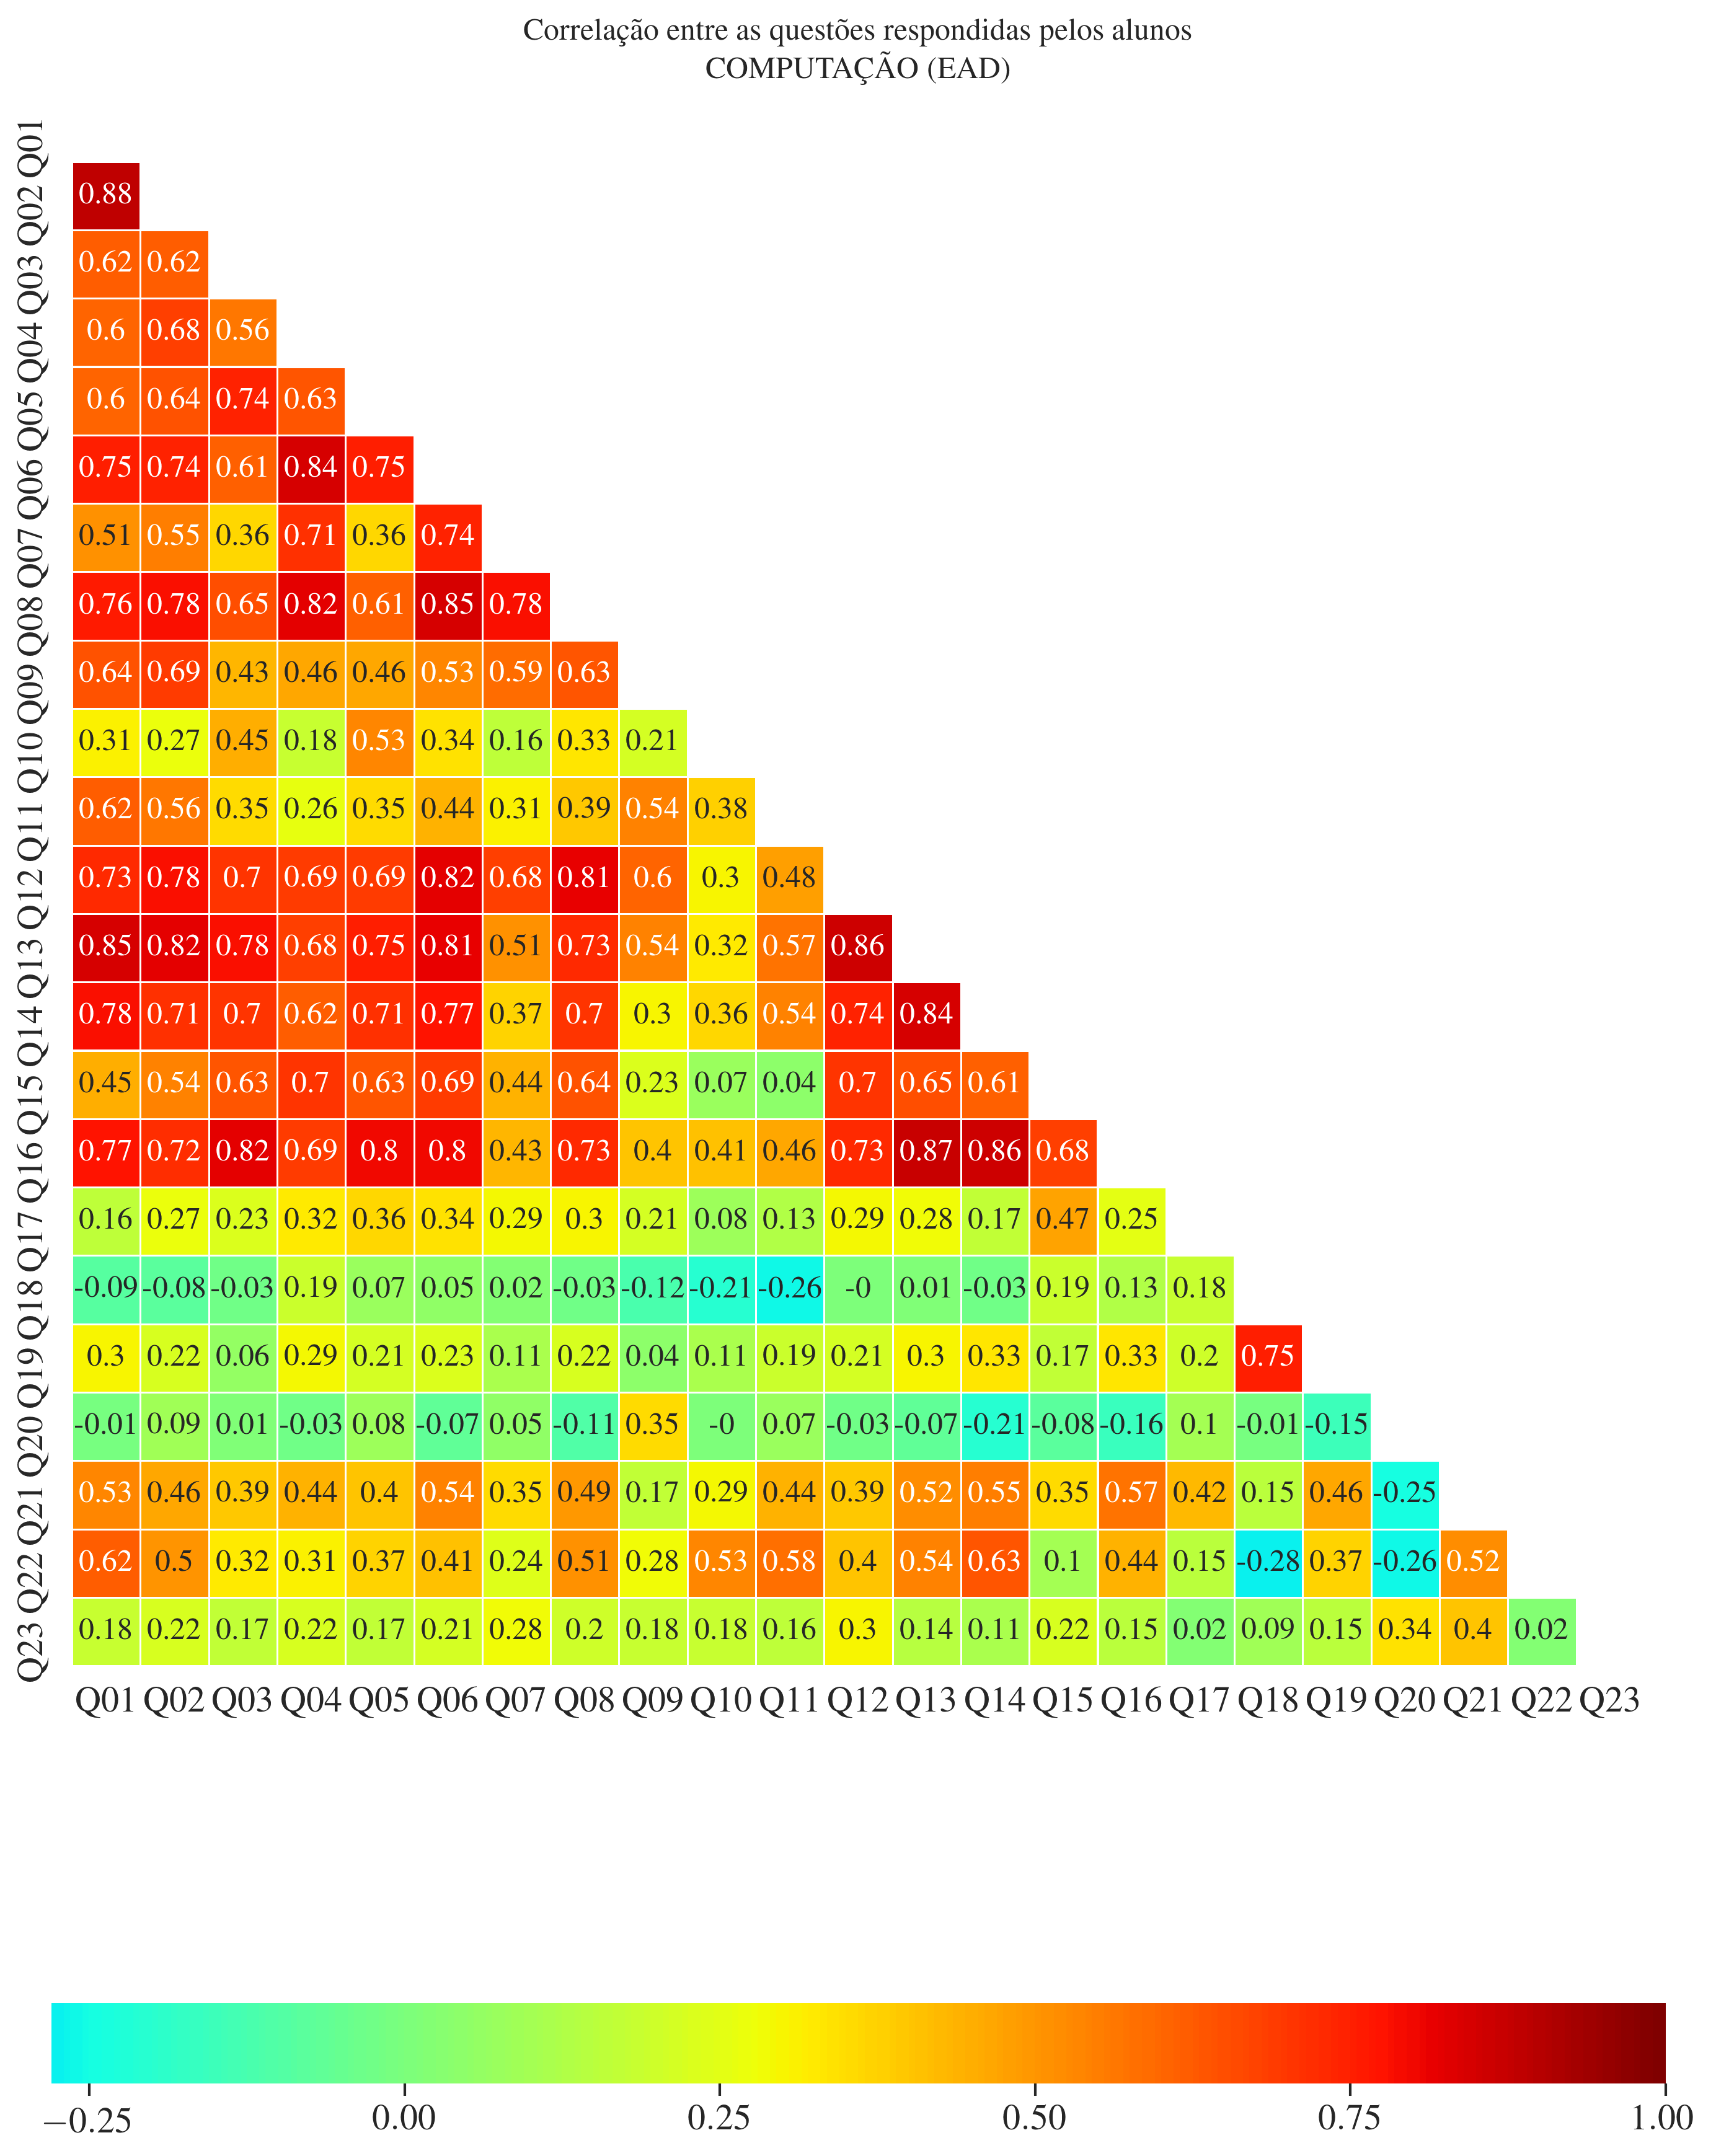 Correlação entre as questões respondidas pelos alunos
COMPUTAÇÃO (EAD)
Q01
Q02 0.88
Q03 0.62 0.62
Q04 0.6 0.68 0.56
Q05 0.6 0.64 0.74 0.63
Q06 0.75 0.74 0.61 0.84 0.75
Q07 0.51 0.55 0.36 0.71 0.36 0.74
Q08 0.76 0.78 0.65 0.82 0.61 0.85 0.78
Q09 0.64 0.69 0.43 0.46 0.46 0.53 0.59 0.63
Q10 0.31 0.27 0.45 0.18 0.53 0.34 0.16 0.33 0.21
Q11 0.62 0.56 0.35 0.26 0.35 0.44 0.31 0.39 0.54 0.38
Q12 0.73 0.78 0.7 0.69 0.69 0.82 0.68 0.81 0.6 0.3 0.48
Q13 0.85 0.82 0.78 0.68 0.75 0.81 0.51 0.73 0.54 0.32 0.57 0.86
Q14 0.78 0.71 0.7 0.62 0.71 0.77 0.37 0.7 0.3 0.36 0.54 0.74 0.84
Q15 0.45 0.54 0.63 0.7 0.63 0.69 0.44 0.64 0.23 0.07 0.04 0.7 0.65 0.61
Q16 0.77 0.72 0.82 0.69 0.8 0.8 0.43 0.73 0.4 0.41 0.46 0.73 0.87 0.86 0.68
Q17 0.16 0.27 0.23 0.32 0.36 0.34 0.29 0.3 0.21 0.08 0.13 0.29 0.28 0.17 0.47 0.25
Q18 -0.09 -0.08 -0.03 0.19 0.07 0.05 0.02 -0.03 -0.12 -0.21 -0.26 -0 0.01 -0.03 0.19 0.13 0.18
Q19 0.3 0.22 0.06 0.29 0.21 0.23 0.11 0.22 0.04 0.11 0.19 0.21 0.3 0.33 0.17 0.33 0.2 0.75
Q20 -0.01 0.09 0.01 -0.03 0.08 -0.07 0.05 -0.11 0.35 -0 0.07 -0.03 -0.07 -0.21 -0.08 -0.16 0.1 -0.01 -0.15
Q21 0.53 0.46 0.39 0.44 0.4 0.54 0.35 0.49 0.17 0.29 0.44 0.39 0.52 0.55 0.35 0.57 0.42 0.15 0.46 -0.25
Q22 0.62 0.5 0.32 0.31 0.37 0.41 0.24 0.51 0.28 0.53 0.58 0.4 0.54 0.63 0.1 0.44 0.15 -0.28 0.37 -0.26 0.52
Q23 0.18 0.22 0.17 0.22 0.17 0.21 0.28 0.2 0.18 0.18 0.16 0.3 0.14 0.11 0.22 0.15 0.02 0.09 0.15 0.34 0.4 0.02
Q01 Q02 Q03 Q04 Q05 Q06 Q07 Q08 Q09 Q10 Q11 Q12 Q13 Q14 Q15 Q16 Q17 Q18 Q19 Q20 Q21 Q22 Q23
−0.25 0.00 0.25 0.50 0.75 1.00